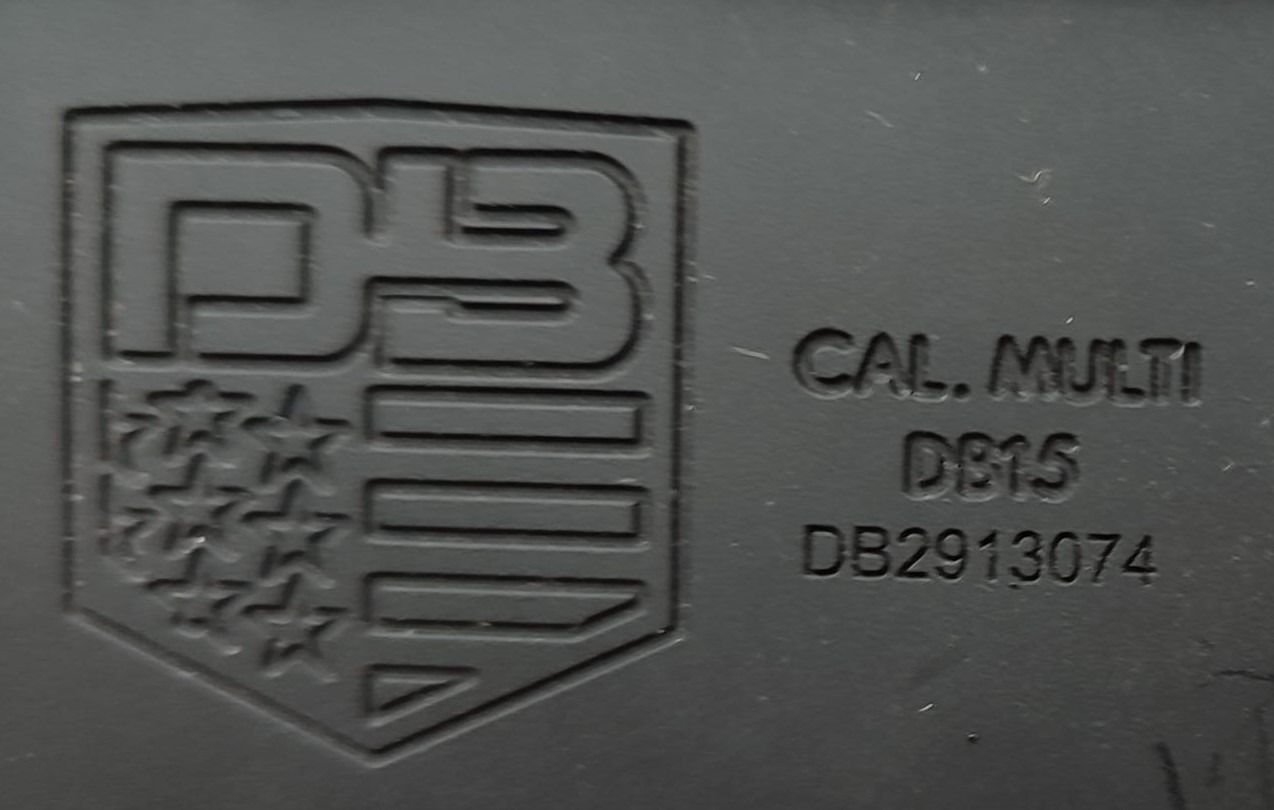 DB
CAL. MULTI
DB15
DB2913074